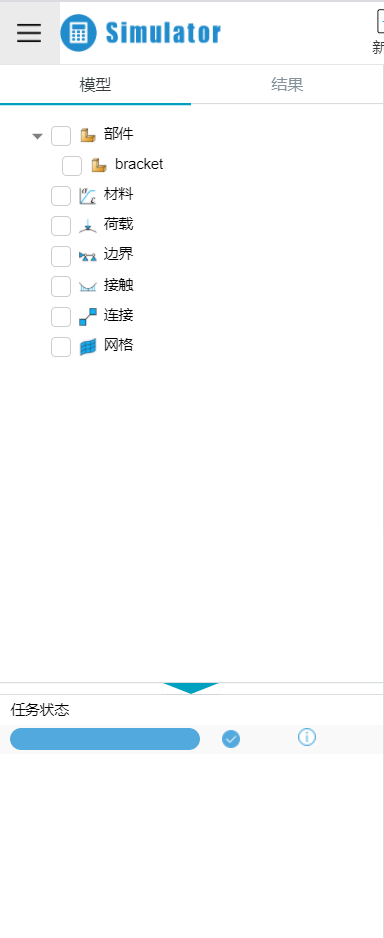 Simulator
新
模型 结果
部件
bracket
材料
荷载
边界
接触
连接
网格
任务状态